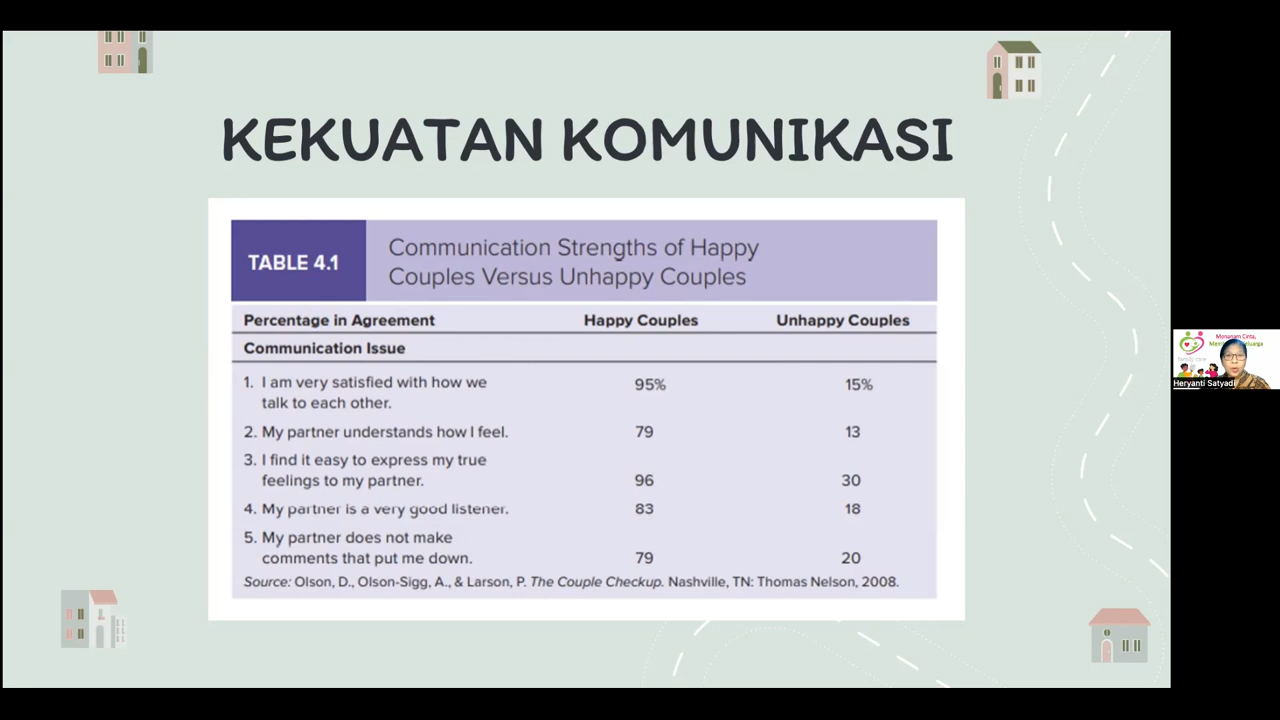 KEKUATAN KOMUNIKASI
TABLE 4.1
Communication Strengths of Happy
Couples Versus Unhappy Couples
Percentage in Agreement Happy Couples Unhappy Couples
Communication Issue
1. I am very satisfied with how we 95% 15%
talk to each other.
2. My partner understands how I feel. 79 13
3. I find it easy to express my true
feelings to my partner. 96 30
4. My partner is a very good listener. 83 18
5. My partner does not make
comments that put me down. 79 20
Source: Olson, D., Olson-Sigg, A., & Larson, P. The Couple Checkup. Nashville, TN: Thomas Nelson, 2008.
Menanam Cinta,
family care
Heryanti Satyadi